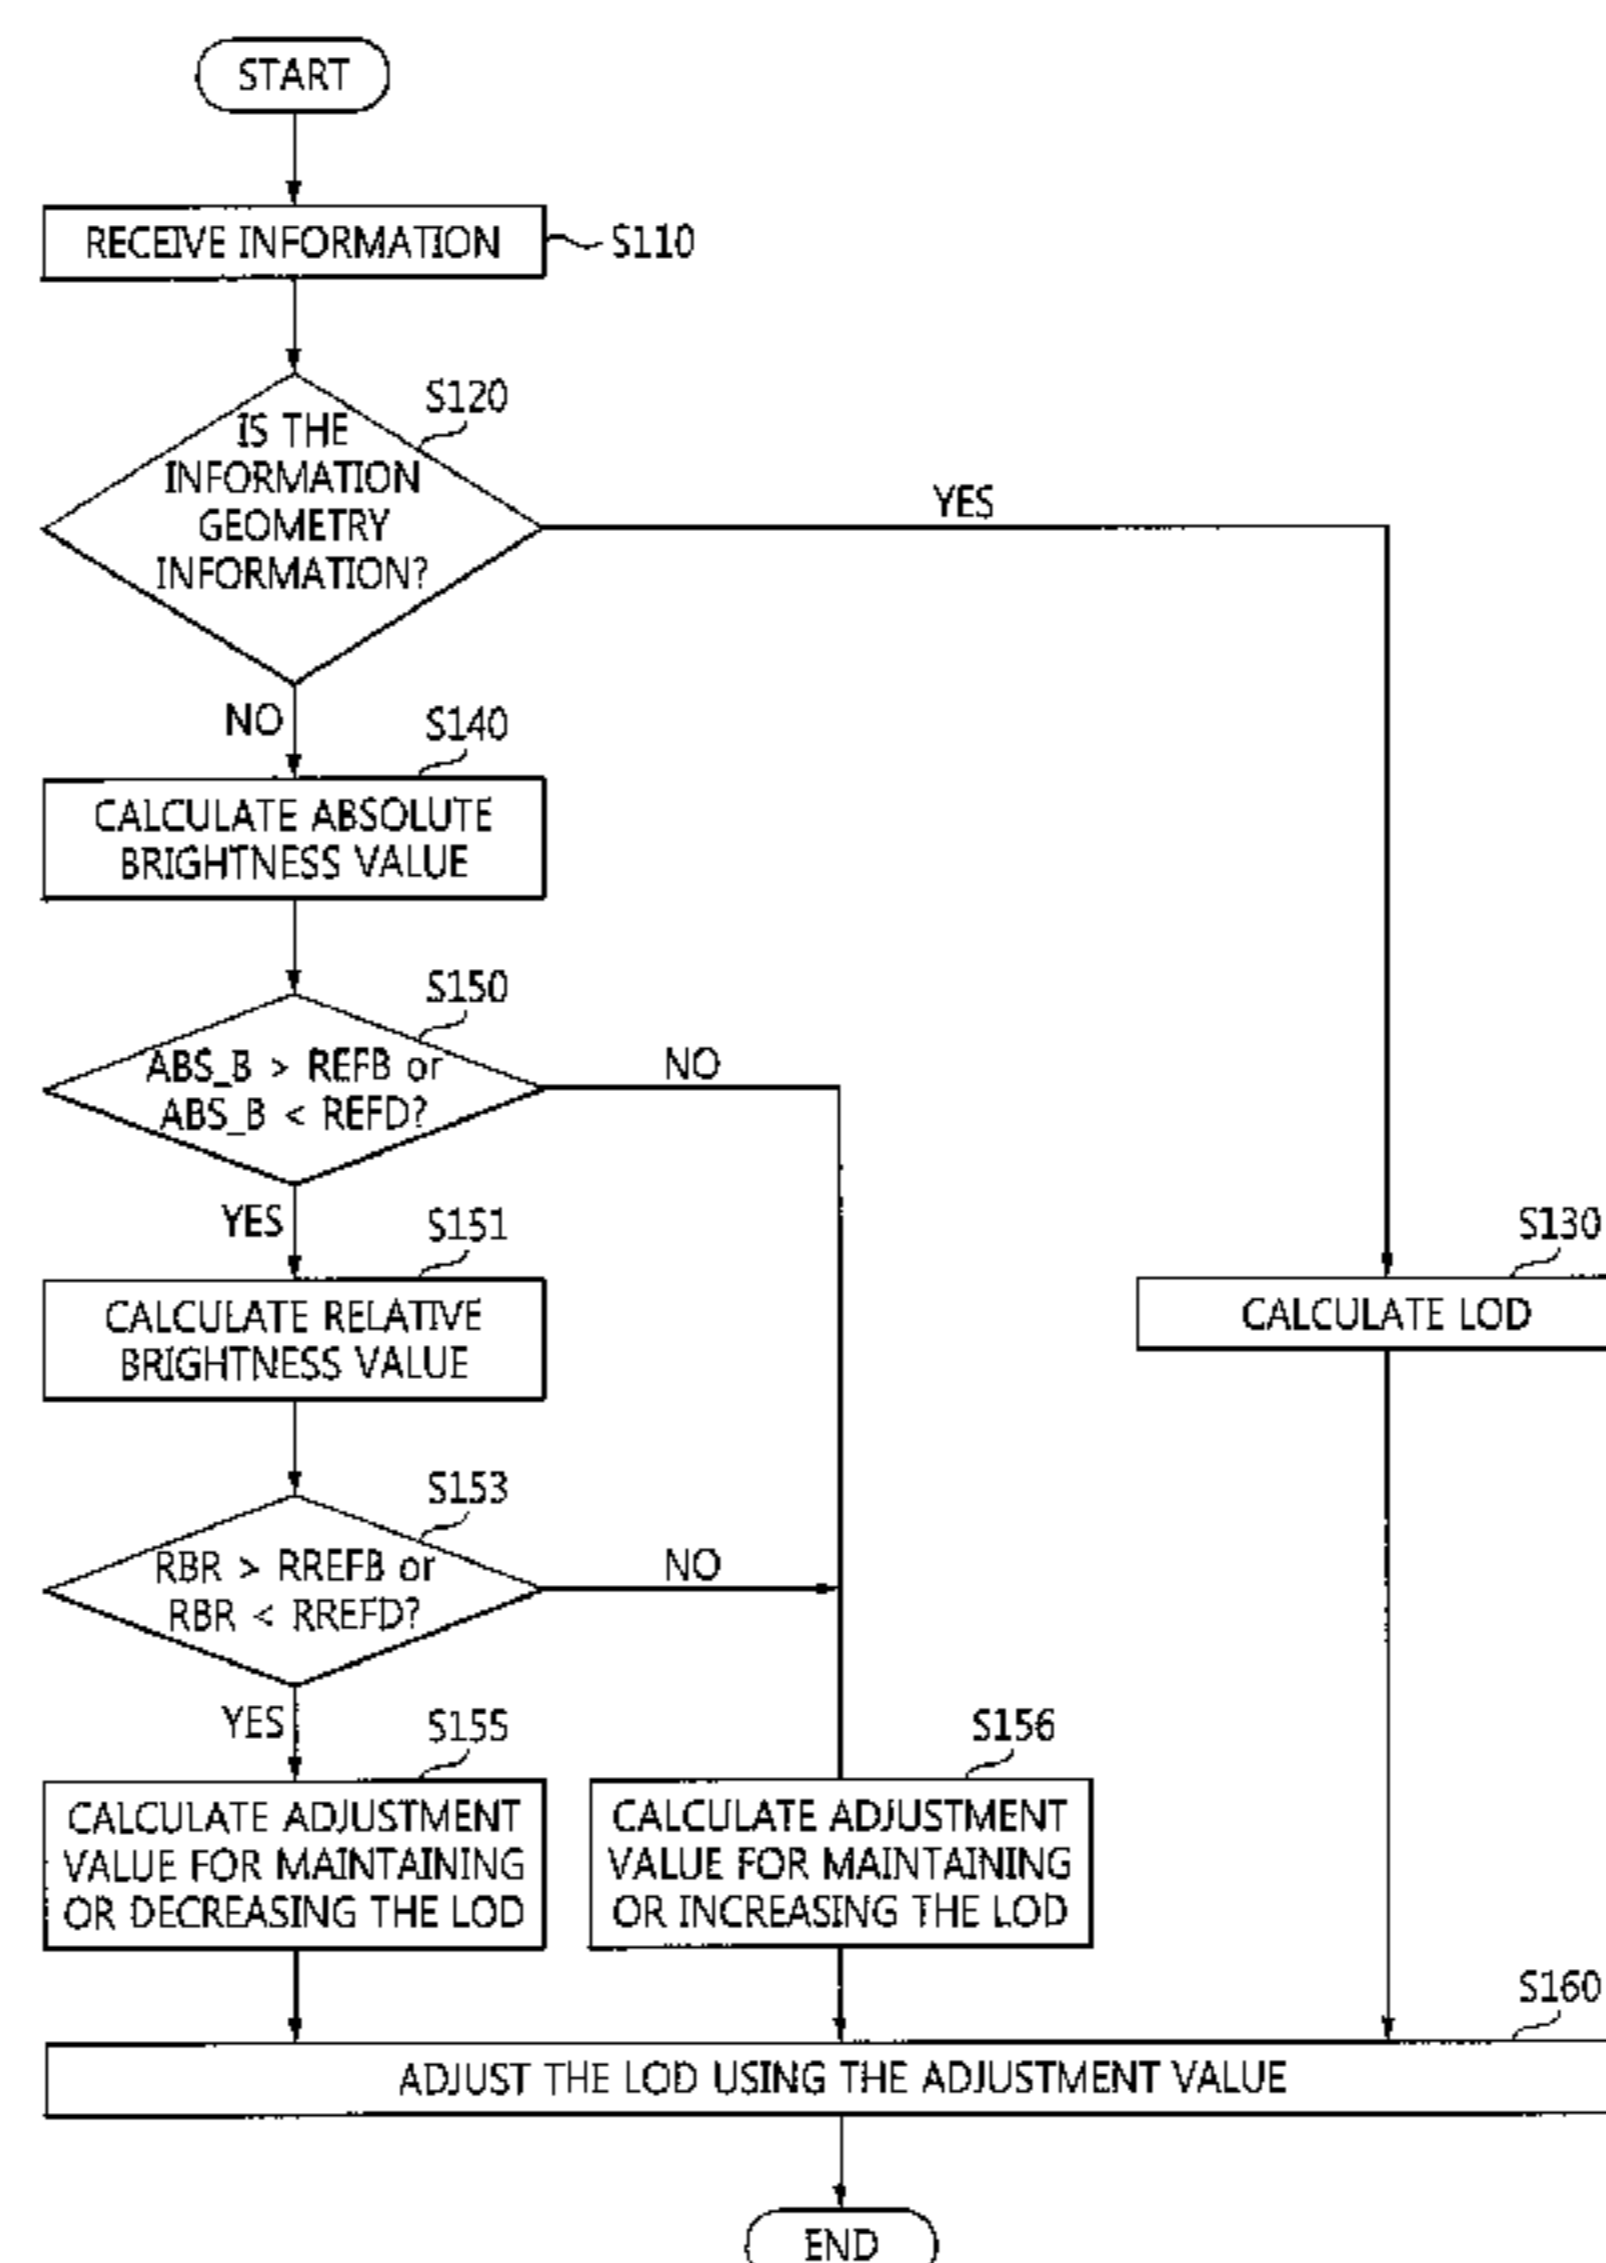 START
RECEIVE INFORMATION
S110
S120
IS THE
INFORMATION
GEOMETRY
INFORMATION?
YES
NO
S140
CALCULATE ABSOLUTE
BRIGHTNESS VALUE
S150
ABS_B > REFB or
ABS_B < REFD?
NO
YES
S151
CALCULATE RELATIVE
BRIGHTNESS VALUE
S130
CALCULATE LOD
S153
RBR > RREFB or
RBR < RREFD?
NO
YES
S155
CALCULATE ADJUSTMENT
VALUE FOR MAINTAINING
OR DECREASING THE LOD
S156
CALCULATE ADJUSTMENT
VALUE FOR MAINTAINING
OR INCREASING THE LOD
S160
ADJUST THE LOD USING THE ADJUSTMENT VALUE
END